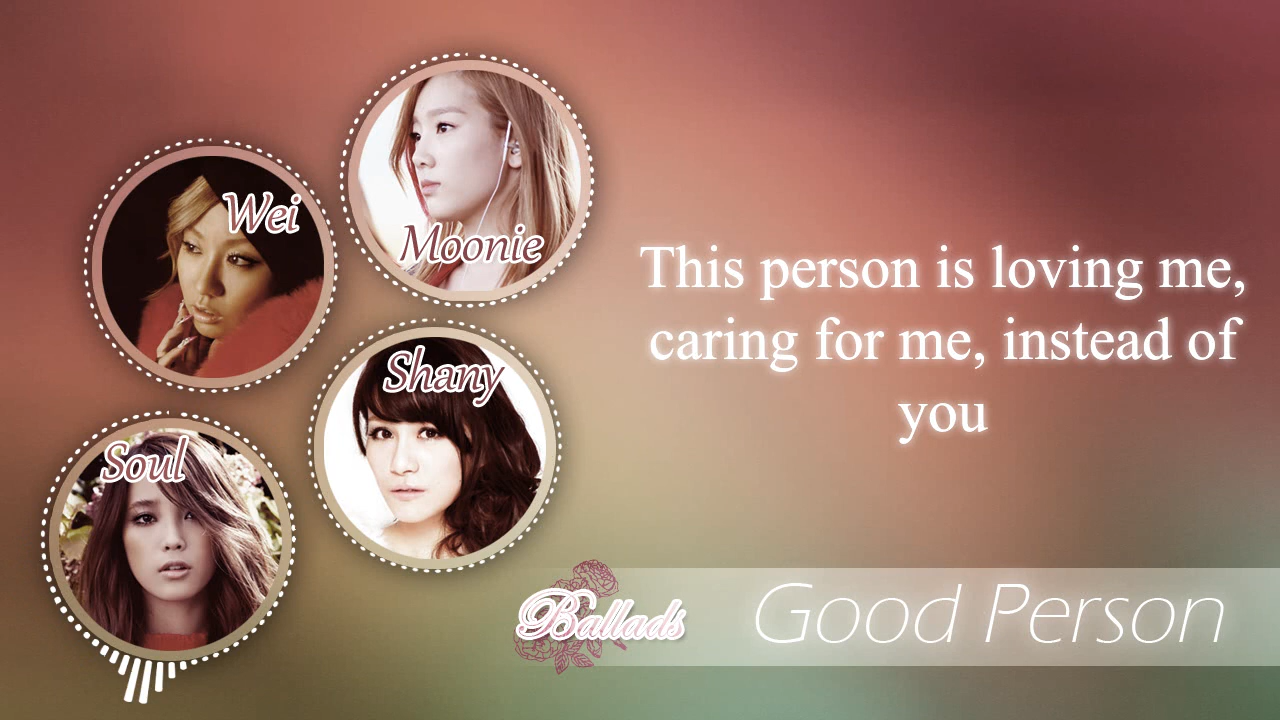 Wei
Moonie
Shany
Soul
This person is loving me,
caring for me, instead of
you
Ballads
Good Person